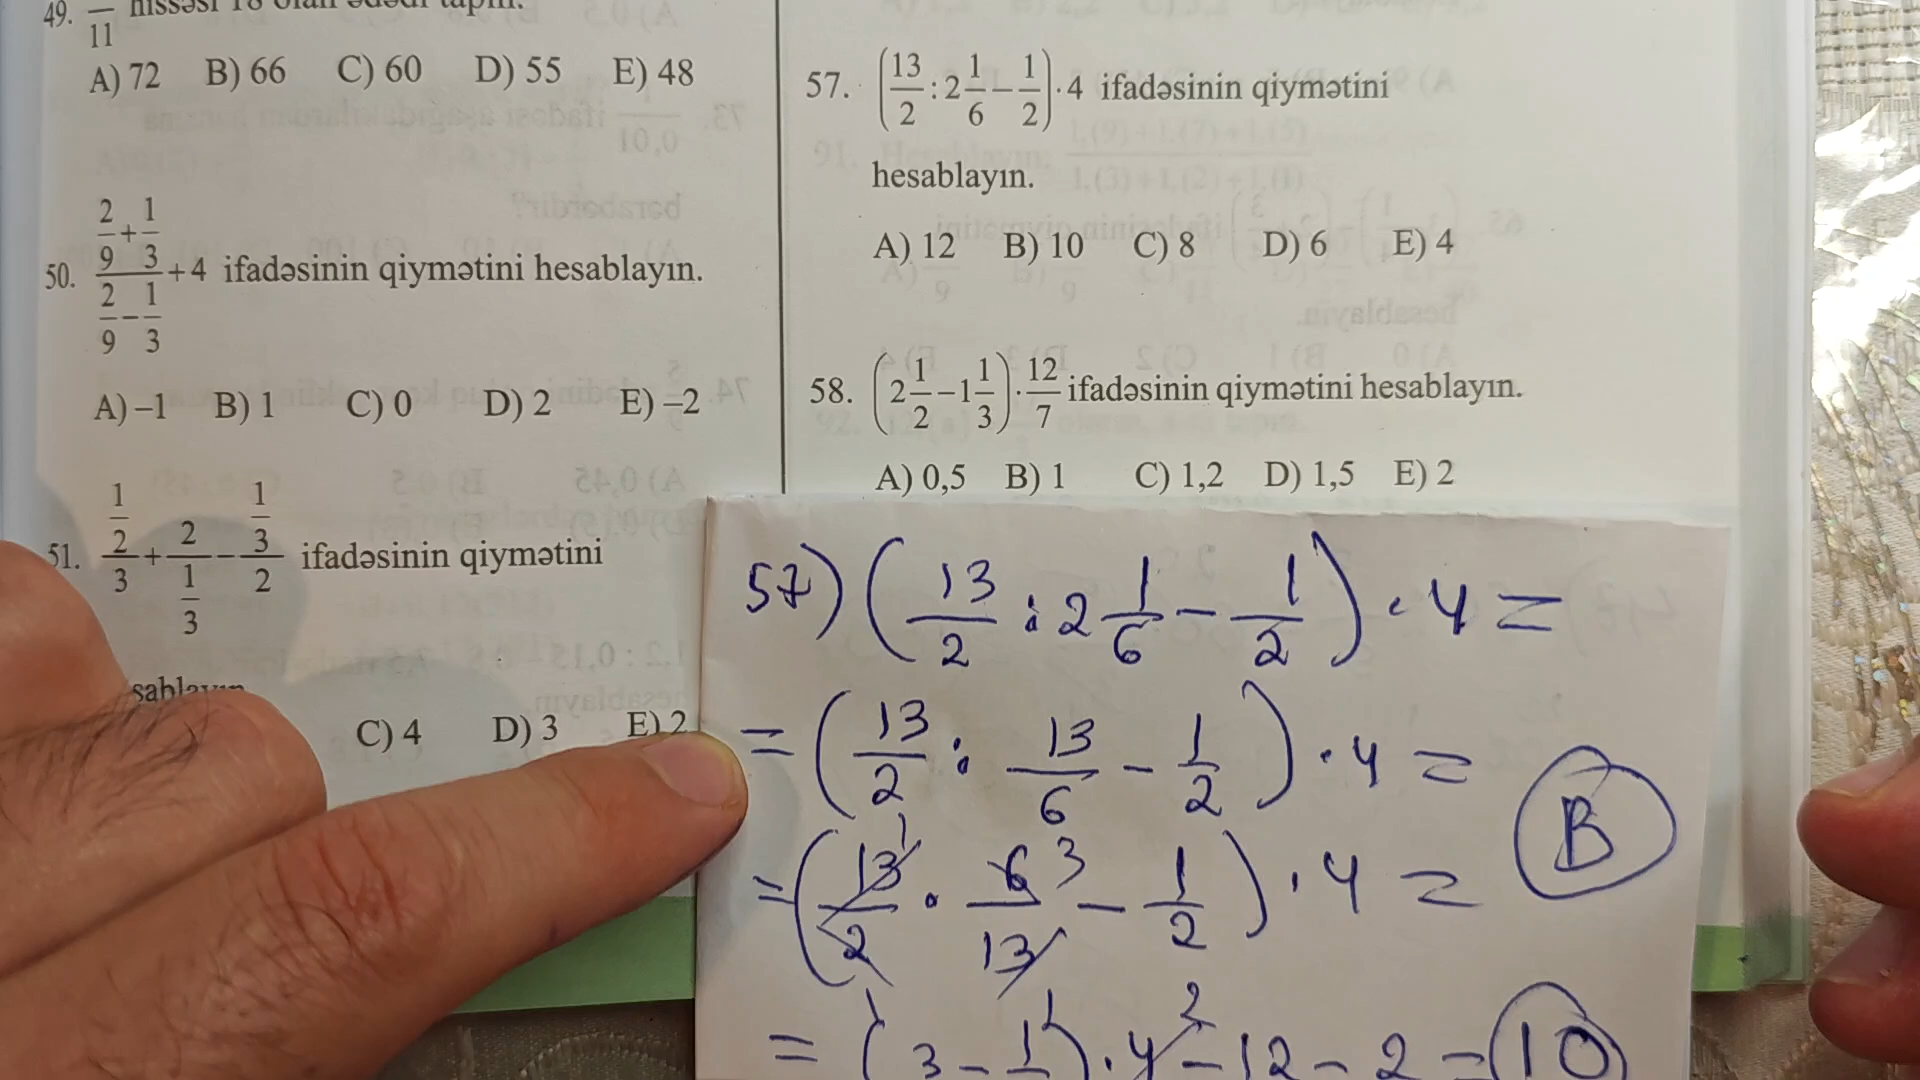 49. — hissəsi 18 olan ədədi tapın.
11
A) 72 B) 66 C) 60 D) 55 E) 48
50. (2/9 + 1/3)/(2/9 − 1/3) + 4 ifadəsinin qiymətini hesablayın.
A) –1 B) 1 C) 0 D) 2 E) –2
51. (1/2)/3 + 2/(1/3) − (1/3)/2 ifadəsinin qiymətini
C) 4 D) 3 E) 2
57. (13/2 : 2 1/6 − 1/2) · 4 ifadəsinin qiymətini
hesablayın.
A) 12 B) 10 C) 8 D) 6 E) 4
58. (2 1/2 − 1 1/3) · 12/7 ifadəsinin qiymətini hesablayın.
A) 0,5 B) 1 C) 1,2 D) 1,5 E) 2
57) (13/2 : 2 1/6 − 1/2) · 4 =
= (13/2 : 13/6 − 1/2) · 4 =
= (13/2 · 6/13 − 1/2) · 4 =
B
= (3 − 1 ) · 4 = 12 − 2 = 10